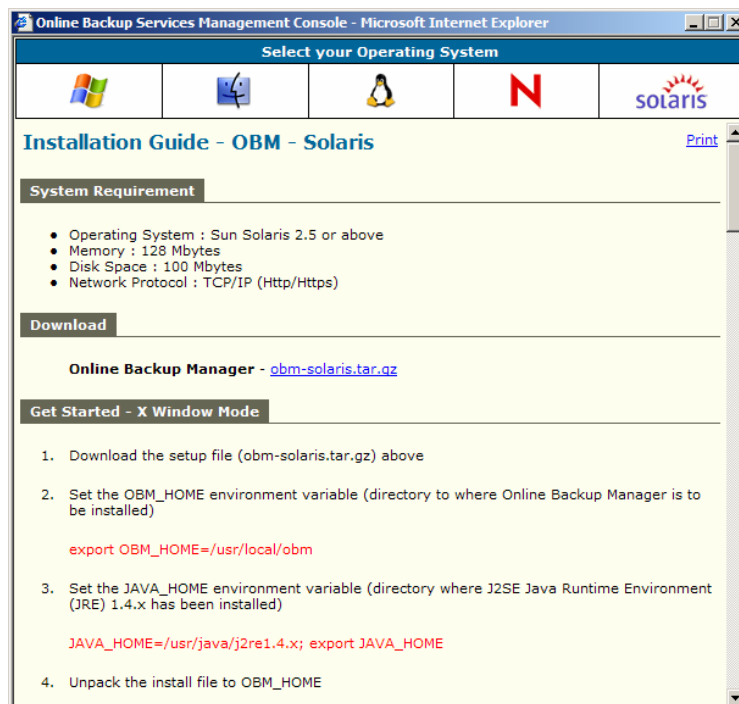 Online Backup Services Management Console - Microsoft Internet Explorer
Select your Operating System
N
solaris
Installation Guide - OBM - Solaris
Print
System Requirement
• Operating System : Sun Solaris 2.5 or above
• Memory : 128 Mbytes
• Disk Space : 100 Mbytes
• Network Protocol : TCP/IP (Http/Https)
Download
Online Backup Manager - obm-solaris.tar.gz
Get Started - X Window Mode
1. Download the setup file (obm-solaris.tar.gz) above
2. Set the OBM_HOME environment variable (directory to where Online Backup Manager is to
be installed)
export OBM_HOME=/usr/local/obm
3. Set the JAVA_HOME environment variable (directory where J2SE Java Runtime Environment
(JRE) 1.4.x has been installed)
JAVA_HOME=/usr/java/j2re1.4.x; export JAVA_HOME
4. Unpack the install file to OBM_HOME